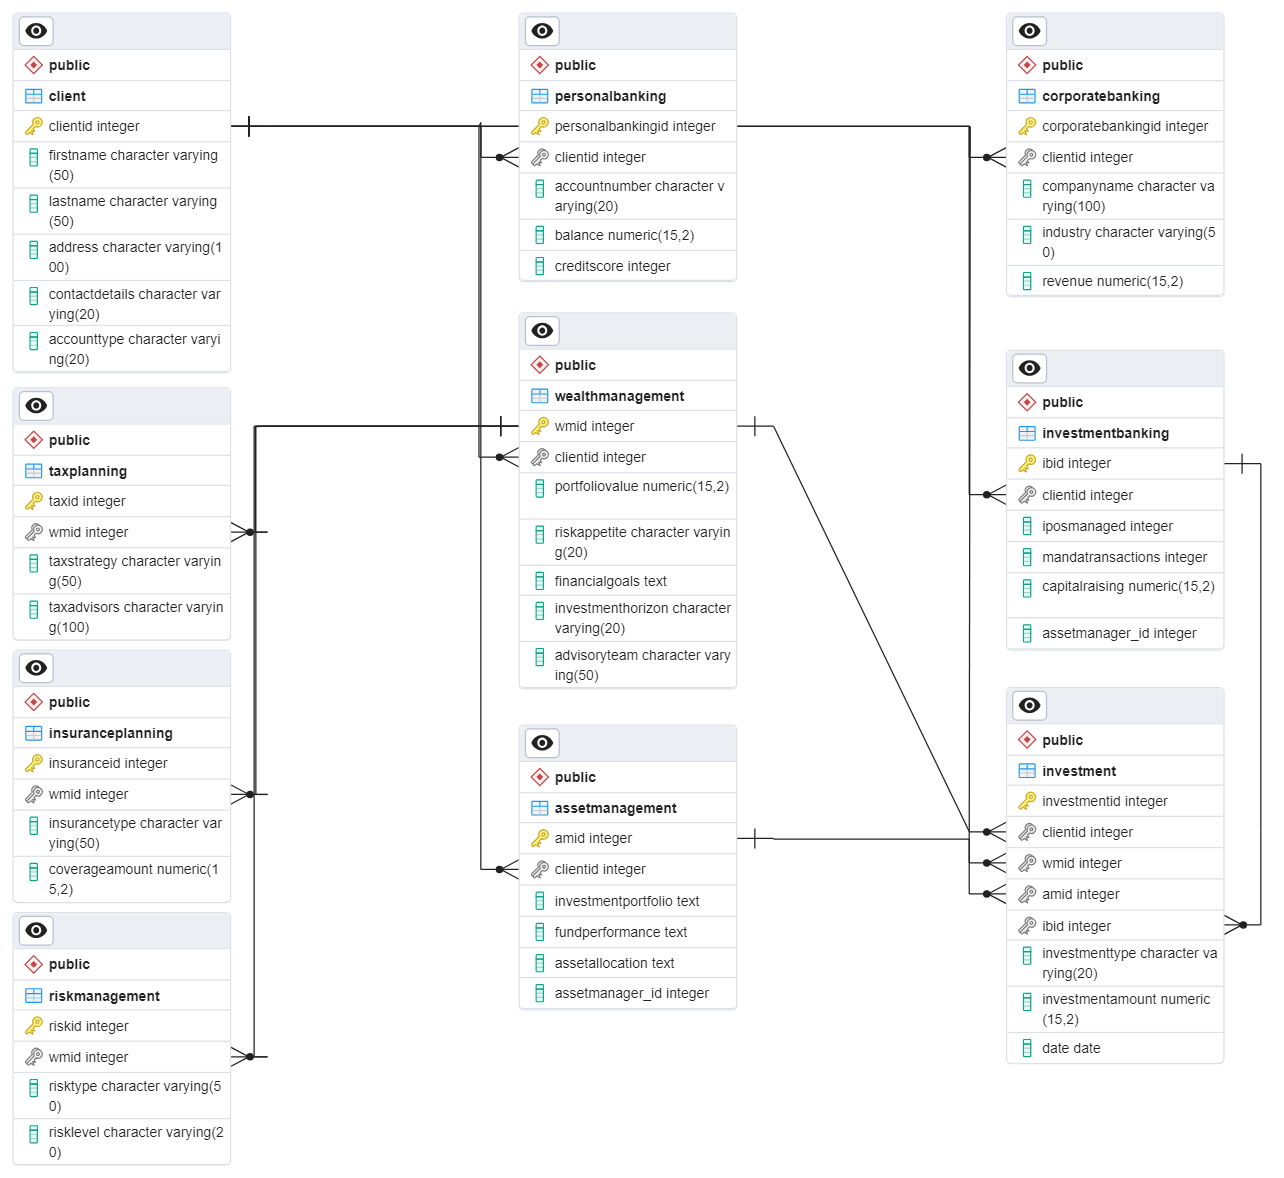 public
client
clientid integer
firstname character varying
(50)
lastname character varying
(50)
address character varying(1
00)
contactdetails character var
ying(20)
accounttype character varyi
ng(20)
public
taxplanning
taxid integer
wmid integer
taxstrategy character varyin
g(50)
taxadvisors character varyin
g(100)
public
insuranceplanning
insuranceid integer
wmid integer
insurancetype character var
ying(50)
coverageamount numeric(1
5,2)
public
riskmanagement
riskid integer
wmid integer
risktype character varying(5
0)
risklevel character varying(2
0)
public
personalbanking
personalbankingid integer
clientid integer
accountnumber character v
arying(20)
balance numeric(15,2)
creditscore integer
public
wealthmanagement
wmid integer
clientid integer
portfoliovalue numeric(15,2)
riskappetite character varyin
g(20)
financialgoals text
investmenthorizon character
varying(20)
advisoryteam character vary
ing(50)
public
assetmanagement
amid integer
clientid integer
investmentportfolio text
fundperformance text
assetallocation text
assetmanager_id integer
public
corporatebanking
corporatebankingid integer
clientid integer
companyname character va
rying(100)
industry character varying(5
0)
revenue numeric(15,2)
public
investmentbanking
ibid integer
clientid integer
iposmanaged integer
mandatransactions integer
capitalraising numeric(15,2)
assetmanager_id integer
public
investment
investmentid integer
clientid integer
wmid integer
amid integer
ibid integer
investmenttype character va
rying(20)
investmentamount numeric
(15,2)
date date